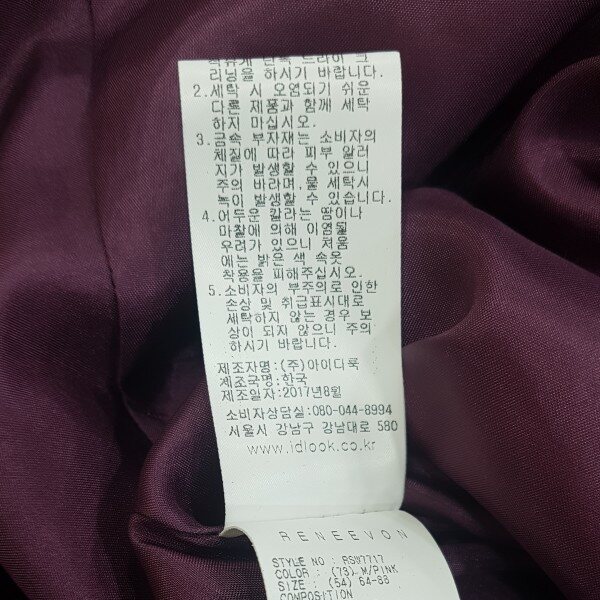 리닝을 하시기 바랍니다.
2.세탁 시 오염되기 쉬운
다른 제품과 함께 세탁
하지 마십시오.
3.금속 부자재는 소비자의
체질에 따라 피부 알러
지가 발생할 수 있으니
주의 바라며,물 세탁시
녹이 발생할 수 있습니다.
4.어두운 칼라는 땀이나
마찰에 의해 이염될
우려가 있으니 처음
에는 밝은 색 속옷
착용을 피해주십시오.
5.소비자의 부주의로 인한
손상 및 취급표시대로
세탁하지 않는 경우 보
상이 되지 않으니 주의
하시기 바랍니다.
제조자명:(주)아이디룩
제조국명:한국
제조일자:2017년8월
소비자상담실:080-044-8994
서울시 강남구 강남대로 580
www.idlook.co.kr
RENEEVON
STYLE NO : RSW7717
COLOR : (73) W/PINK
SIZE : (54) 64-83
COMPOSITION